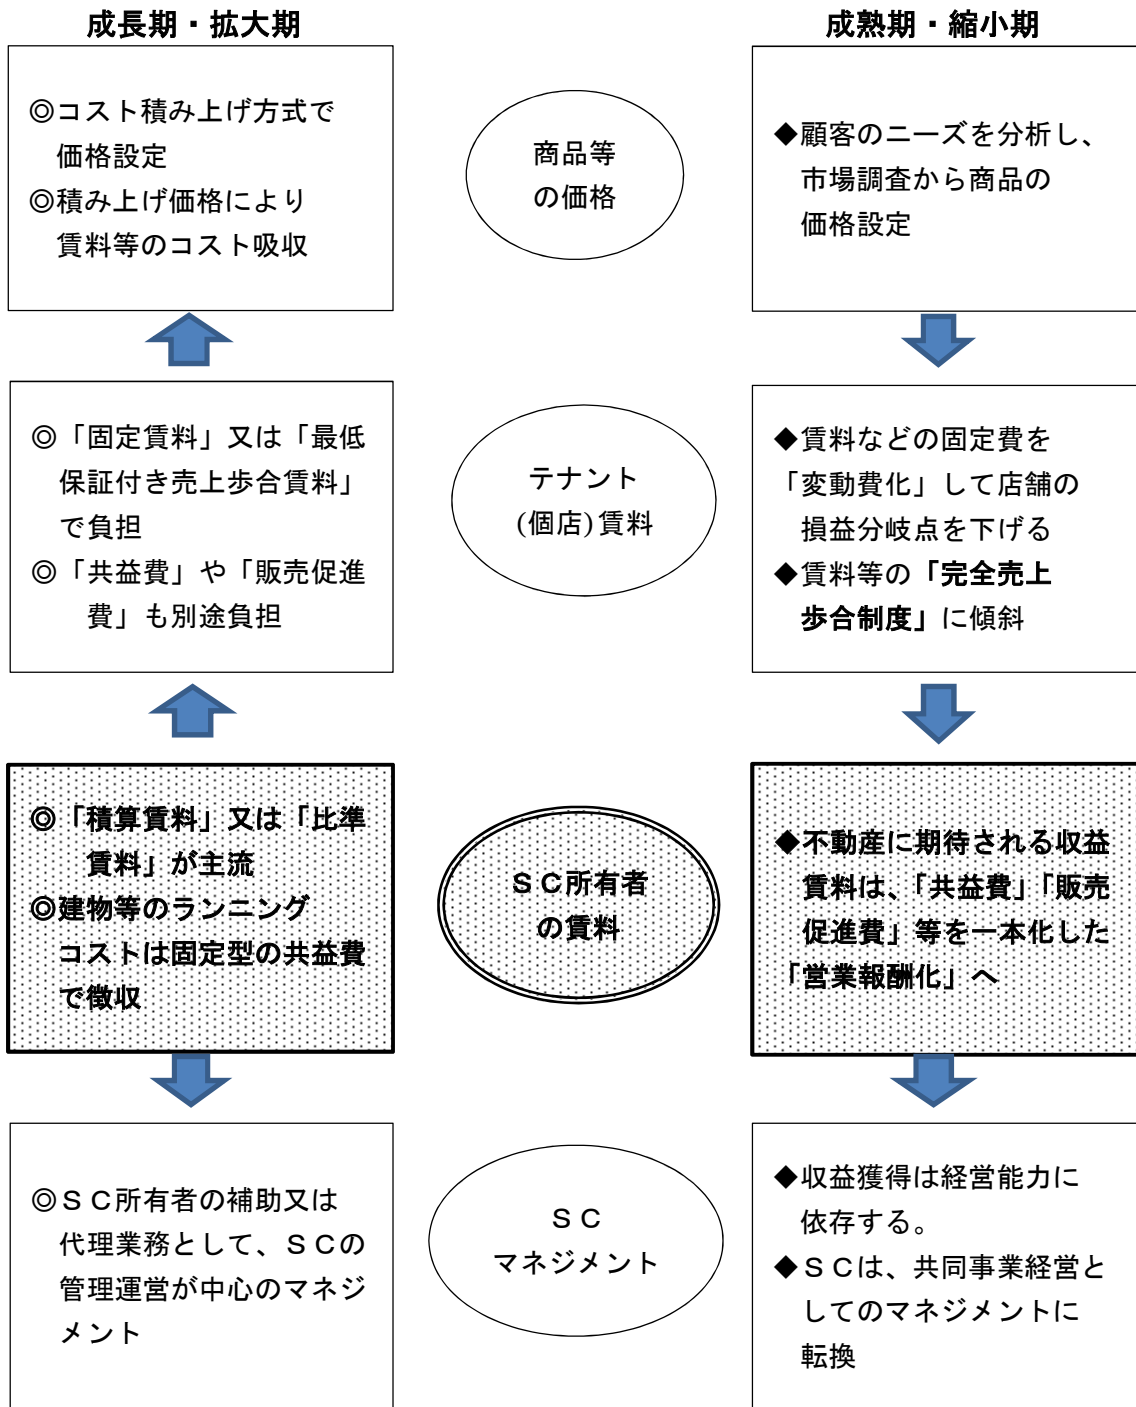 成長期・拡大期
成熟期・縮小期
◎コスト積み上げ方式で
価格設定
◎積み上げ価格により
賃料等のコスト吸収
商品等
の価格
◆顧客のニーズを分析し、
市場調査から商品の
価格設定
◎「固定賃料」又は「最低
保証付き売上歩合賃料」
で負担
◎「共益費」や「販売促進
費」も別途負担
テナント
(個店)賃料
◆賃料などの固定費を
「変動費化」して店舗の
損益分岐点を下げる
◆賃料等の「完全売上
歩合制度」に傾斜
◎「積算賃料」又は「比準
賃料」が主流
◎建物等のランニング
コストは固定型の共益費
で徴収
ＳＣ所有者
の賃料
◆不動産に期待される収益
賃料は、「共益費」「販売
促進費」等を一本化した
「営業報酬化」へ
◎ＳＣ所有者の補助又は
代理業務として、ＳＣの
管理運営が中心のマネジ
メント
ＳＣ
マネジメント
◆収益獲得は経営能力に
依存する。
◆ＳＣは、共同事業経営と
してのマネジメントに
転換